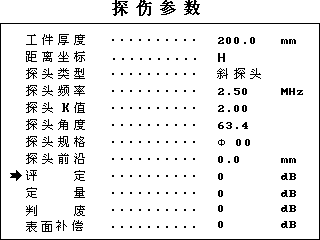 探伤参数
工件厚度 .......... 200.0 mm
距离坐标 .......... H
探头类型 .......... 斜探头
探头频率 .......... 2.50 MHz
探头 K值 .......... 2.00
探头角度 .......... 63.4
探头规格 .......... Φ 00
探头前沿 .......... 0.0 mm
➔评 定 .......... 0 dB
定 量 .......... 0 dB
判 废 .......... 0 dB
表面补偿 .......... 0 dB